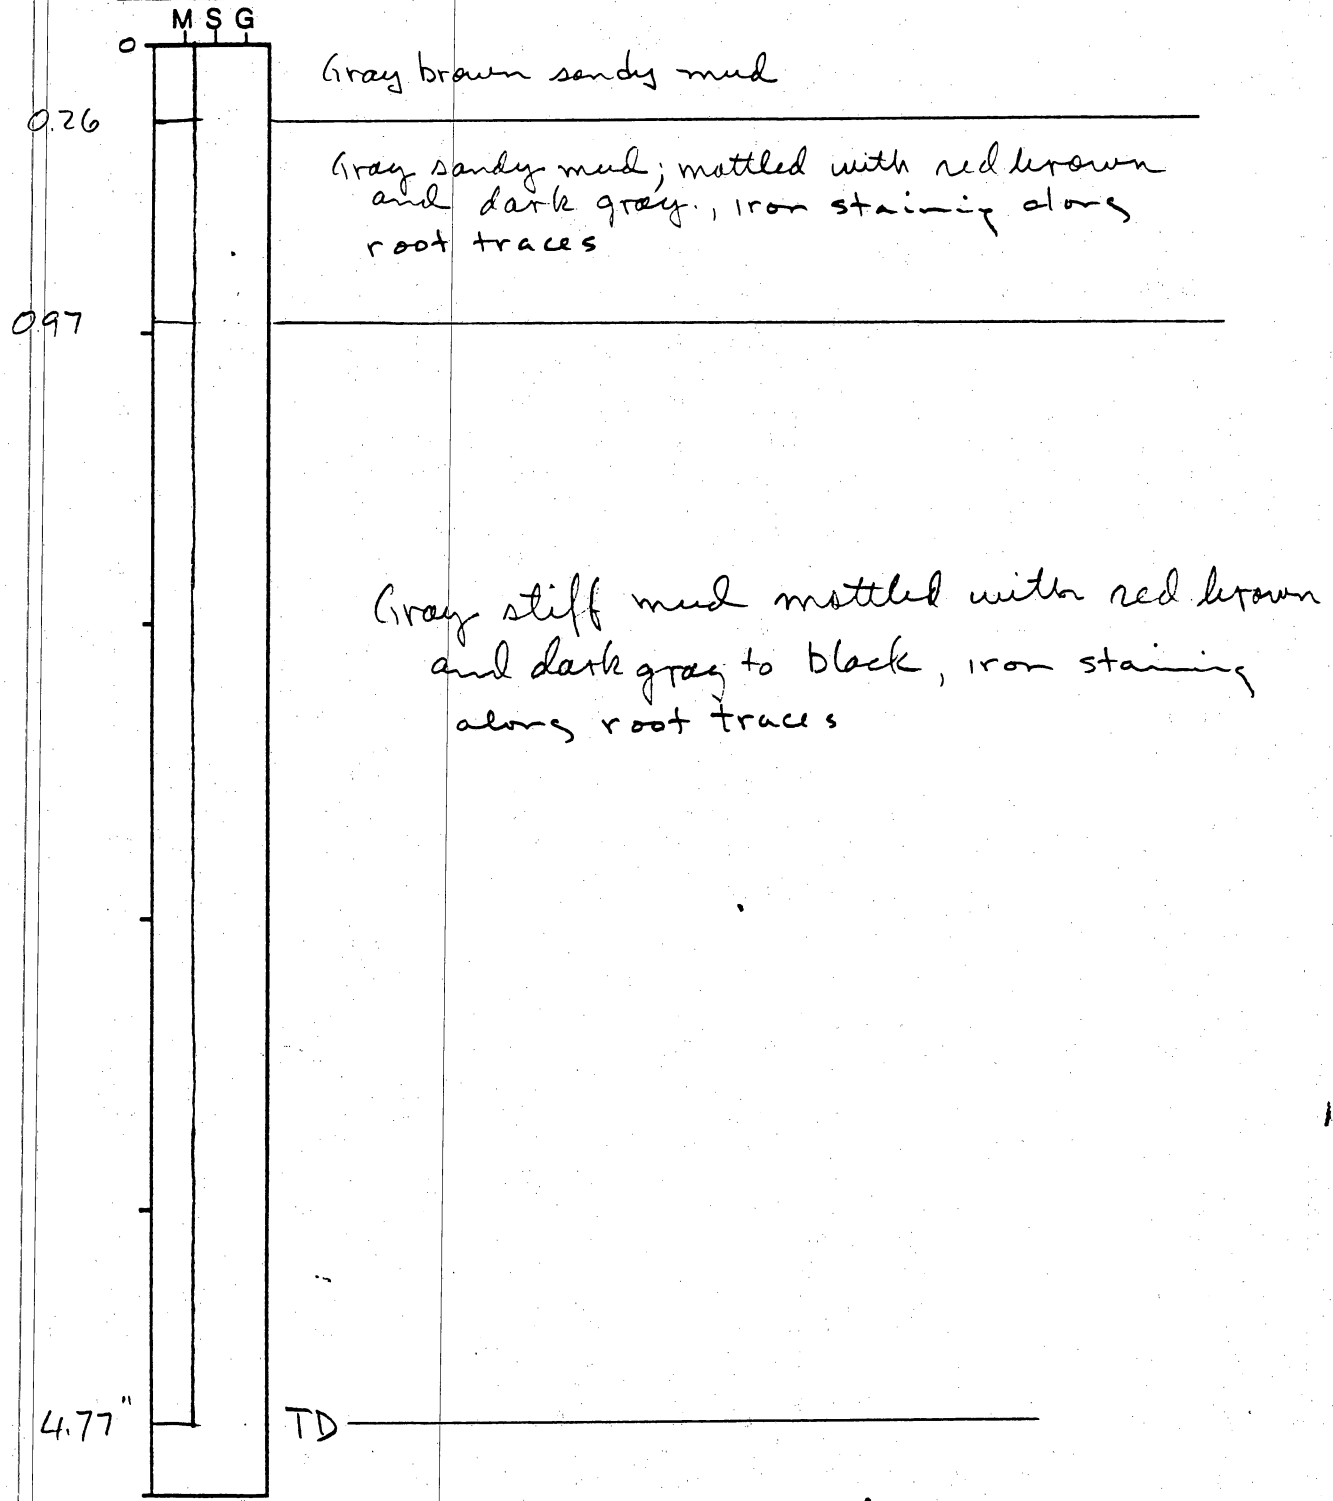 M S G
0
Gray brown sandy mud
0.26
Gray sandy mud; mottled with red brown
and dark gray., iron staining along
root traces
0.97
Gray stiff mud mottled with red brown
and dark gray to black, iron staining
along root traces
4.77" TD